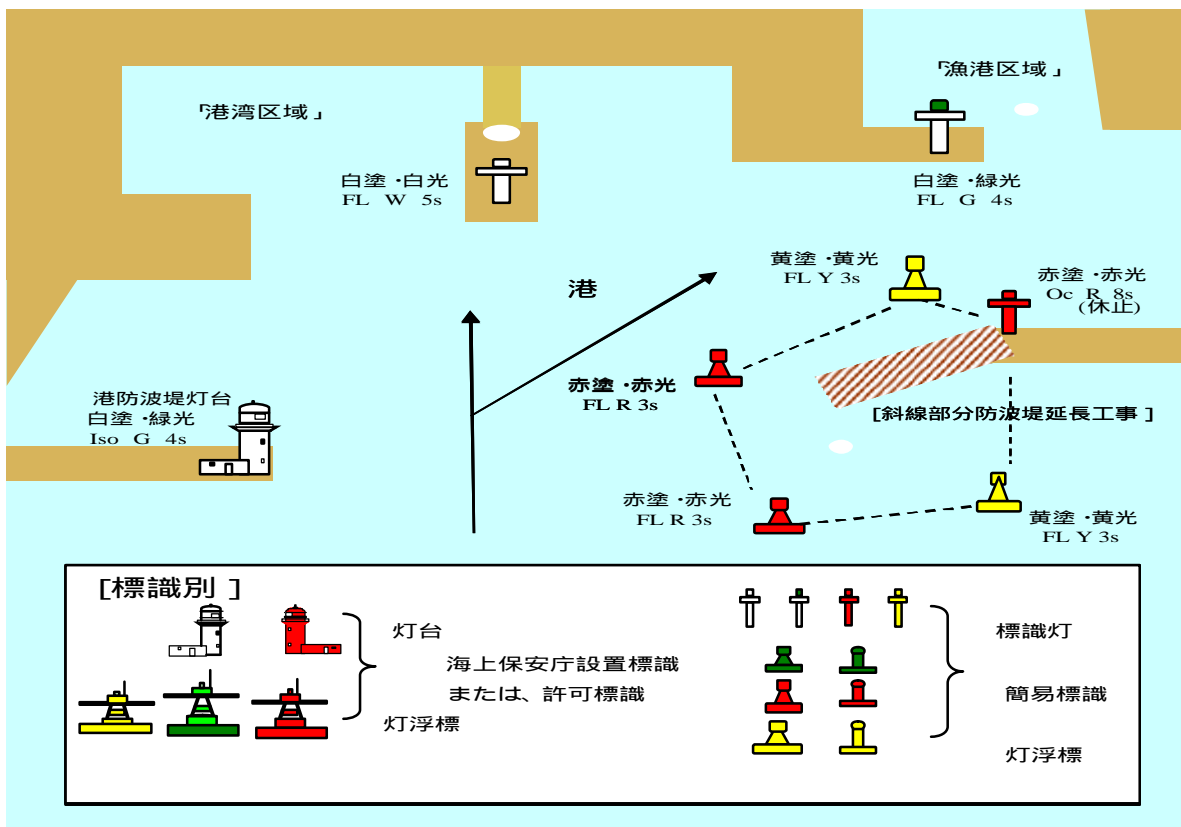 「漁港区域」
「港湾区域」
白塗・白光
FL W 5s
白塗・緑光
FL G 4s
黄塗・黄光
FL Y 3s
赤塗・赤光
Oc R 8s
(休止)
港
赤塗・赤光
FL R 3s
港防波堤灯台
白塗・緑光
Iso G 4s
[斜線部分防波堤延長工事]
赤塗・赤光
FL R 3s
黄塗・黄光
FL Y 3s
[標識別]
灯台
海上保安庁設置標識
または、許可標識
灯浮標
標識灯
簡易標識
灯浮標